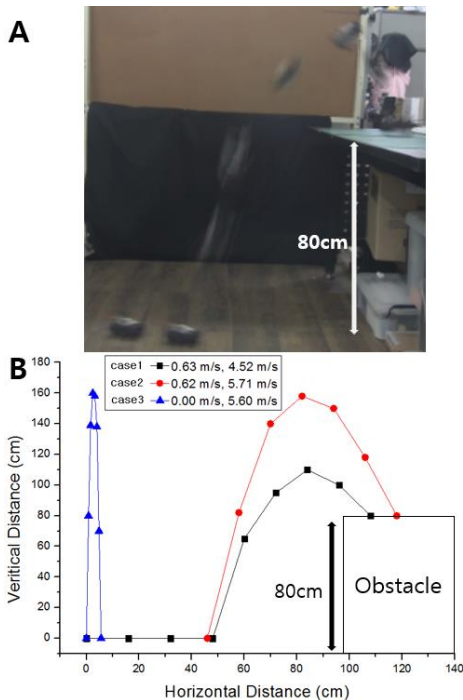 A
80cm
B
case1 0.63 m/s, 4.52 m/s
case2 0.62 m/s, 5.71 m/s
case3 0.00 m/s, 5.60 m/s
180
160
140
120
100
80
60
40
20
0
Veritical Distance (cm)
80cm
Obstacle
0 20 40 60 80 100 120 140
Horizontal Distance (cm)